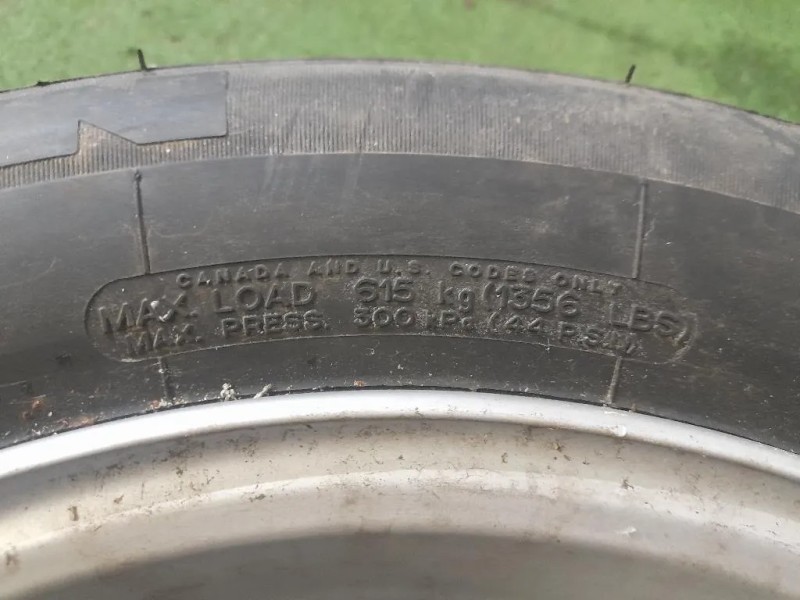 CANADA AND U.S. CODES ONLY
MAX. LOAD 615 kg (1356 LBS)
MAX. PRESS. 300 kPa (44 P.S.I.)